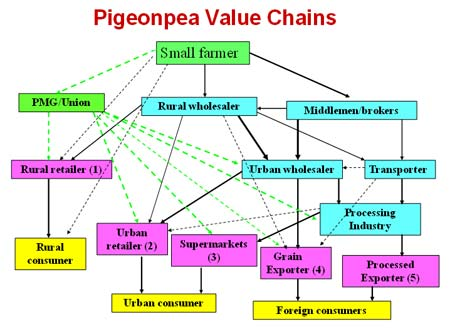 Pigeonpea Value Chains
Small farmer
PMG/Union
Rural wholesaler
Middlemen/brokers
Rural retailer (1)
Urban wholesaler
Transporter
Processing
Industry
Urban
retailer (2)
Supermarkets
(3)
Grain
Exporter (4)
Processed
Exporter (5)
Rural
consumer
Urban consumer
Foreign consumers